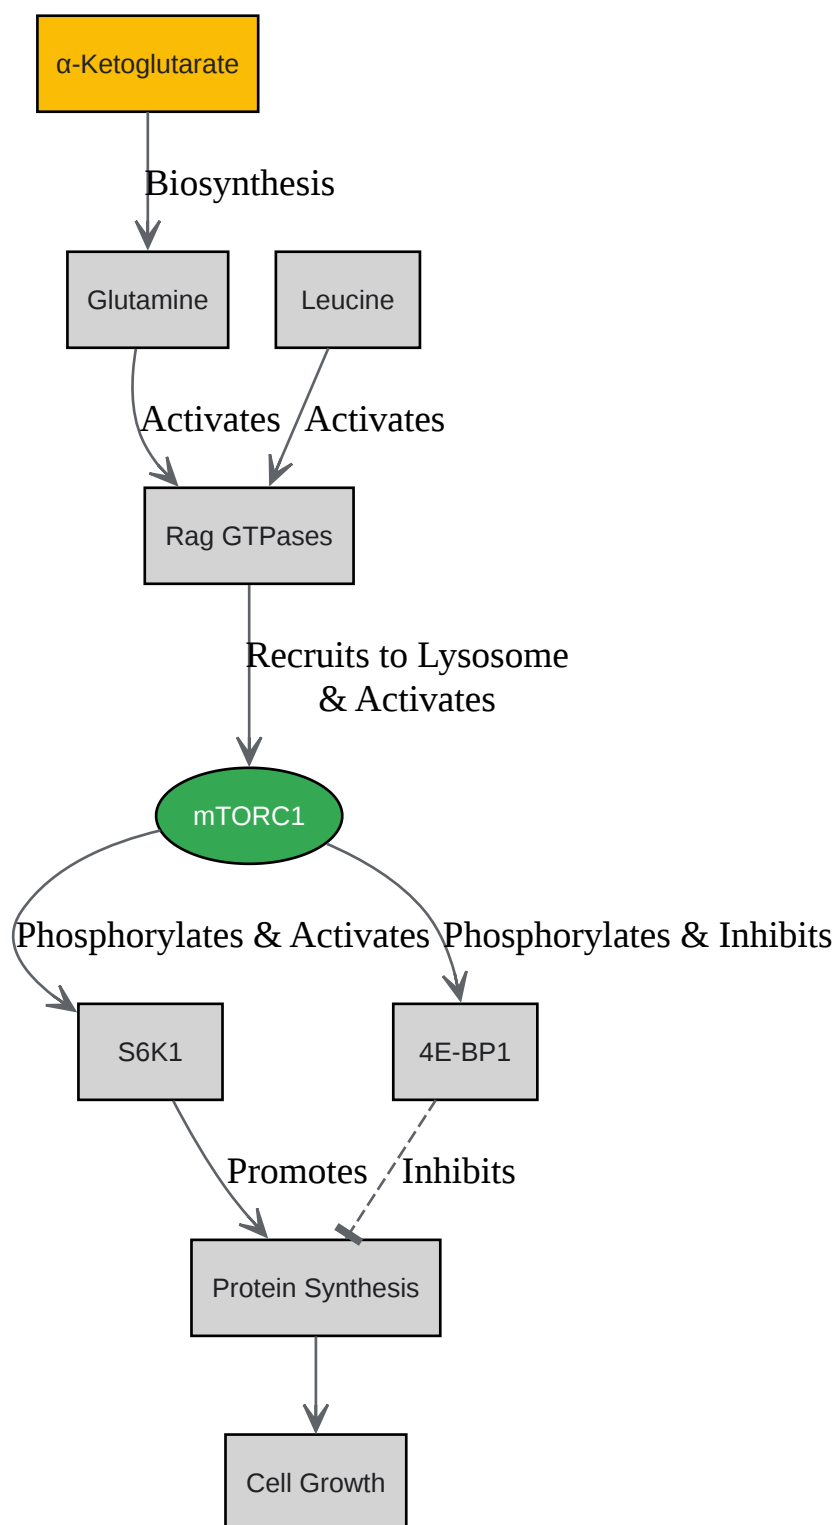 α-Ketoglutarate
Biosynthesis
Glutamine
Leucine
Activates
Activates
Rag GTPases
Recruits to Lysosome
& Activates
mTORC1
Phosphorylates & Activates
Phosphorylates & Inhibits
S6K1
4E-BP1
Promotes
Inhibits
Protein Synthesis
Cell Growth